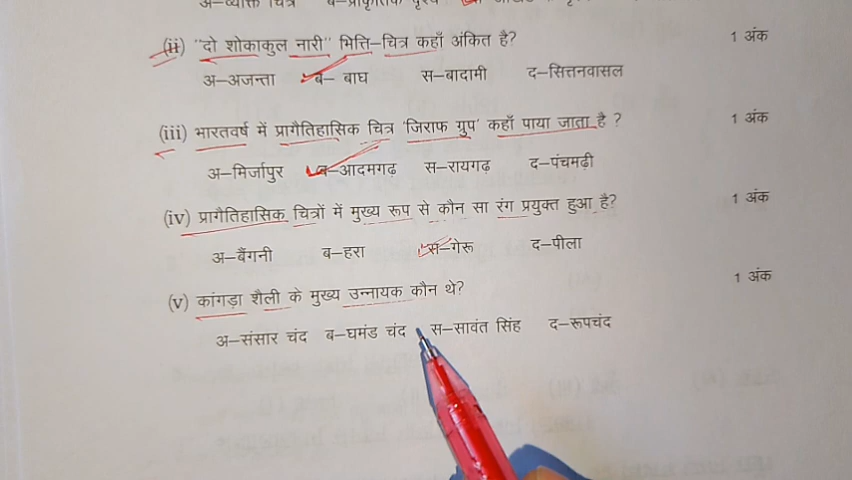 अ–व्यक्ति चित्र ब–प्राकृतिक दृश्य
(ii) "दो शोकाकुल नारी" भित्ति–चित्र कहाँ अंकित है? 1 अंक
अ–अजन्ता ब– बाघ स–बादामी द–सित्तनवासल
(iii) भारतवर्ष में प्रागैतिहासिक चित्र 'जिराफ ग्रुप' कहाँ पाया जाता है ? 1 अंक
अ–मिर्जापुर ब–आदमगढ़ स–रायगढ़ द–पंचमढ़ी
(iv) प्रागैतिहासिक चित्रों में मुख्य रूप से कौन सा रंग प्रयुक्त हुआ है? 1 अंक
अ–बैंगनी ब–हरा स–गेरू द–पीला
(v) कांगड़ा शैली के मुख्य उन्नायक कौन थे? 1 अंक
अ–संसार चंद ब–घमंड चंद स–सावंत सिंह द–रूपचंद